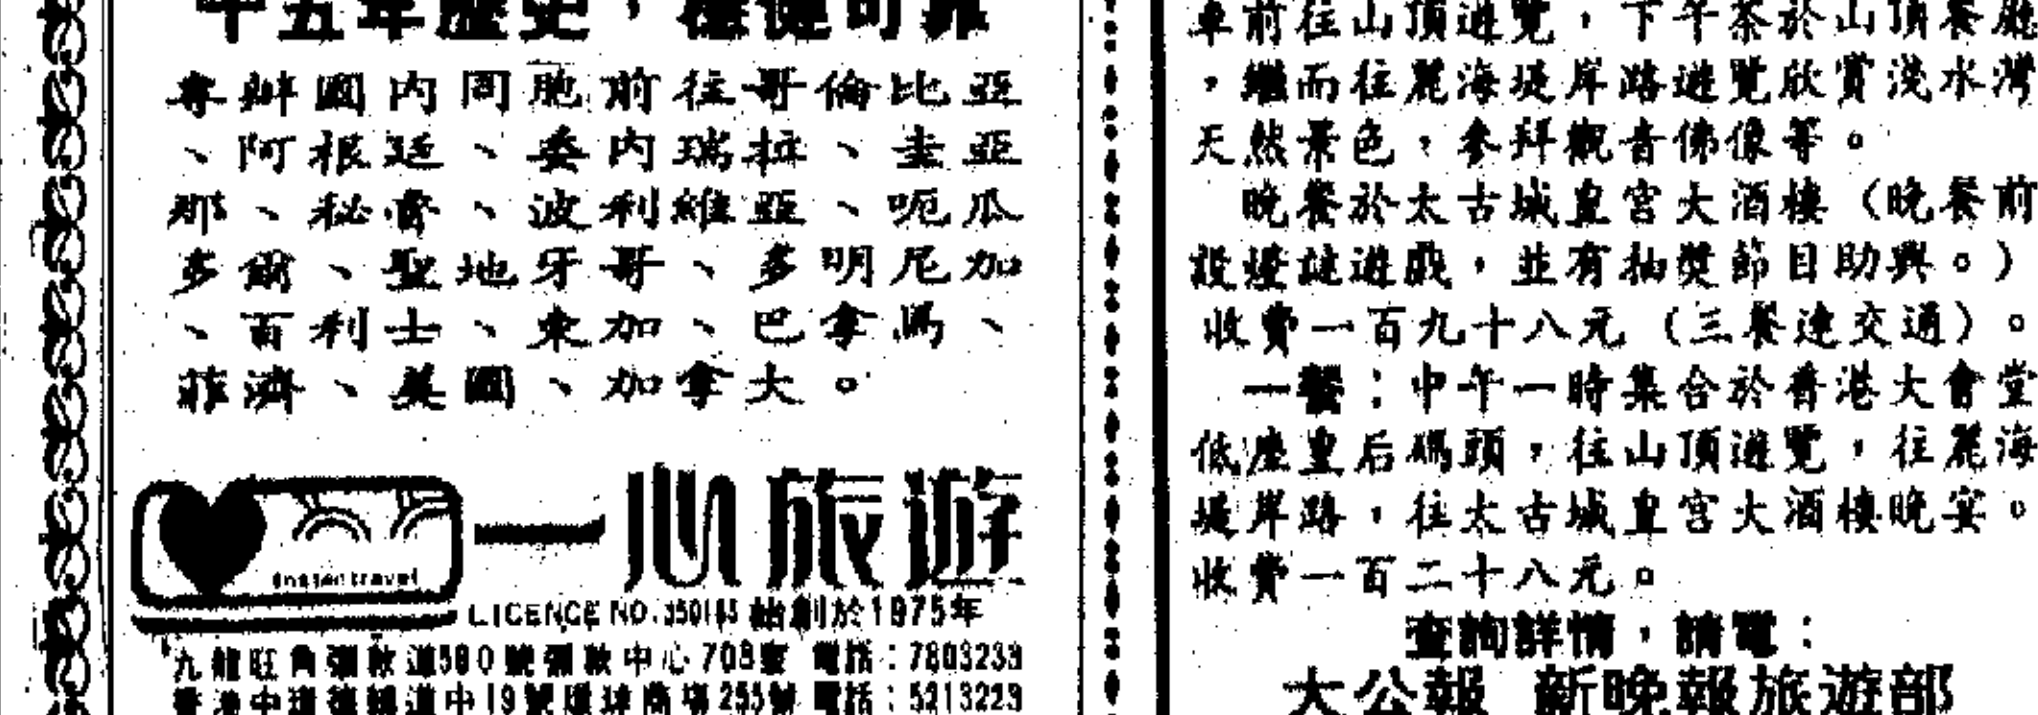 十五年歷史，穩健可靠
專辦國內同胞前往哥倫比亞
、阿根廷、委內瑞拉、圭亞
那、秘魯、波利維亞、呃瓜
多爾、聖地牙哥、多明尼加
、百利士、東加、巴拿馬、
菲濟、美國、加拿大。
instant travel
一心旅遊
LICENCE NO. 350185 始創於1975年
九龍旺角彌敦道580號彌敦中心703室 電話：7803233
香港中環德輔道中19號環球商場255號 電話：5213223
車前往山頂遊覽，下午茶於山頂餐廳
，繼而往麗海堤岸路遊覽欣賞淺水灣
天然景色，參拜觀音佛像等。
晚餐於太古城皇宮大酒樓（晚餐前
設燈謎遊戲，並有抽獎節目助興。）
收費一百九十八元（三餐連交通）。
一餐：中午一時集合於香港大會堂
低座皇后碼頭，往山頂遊覽，往麗海
堤岸路，往太古城皇宮大酒樓晚宴。
收費一百二十八元。
查詢詳情，請電：
大公報 新晚報旅遊部